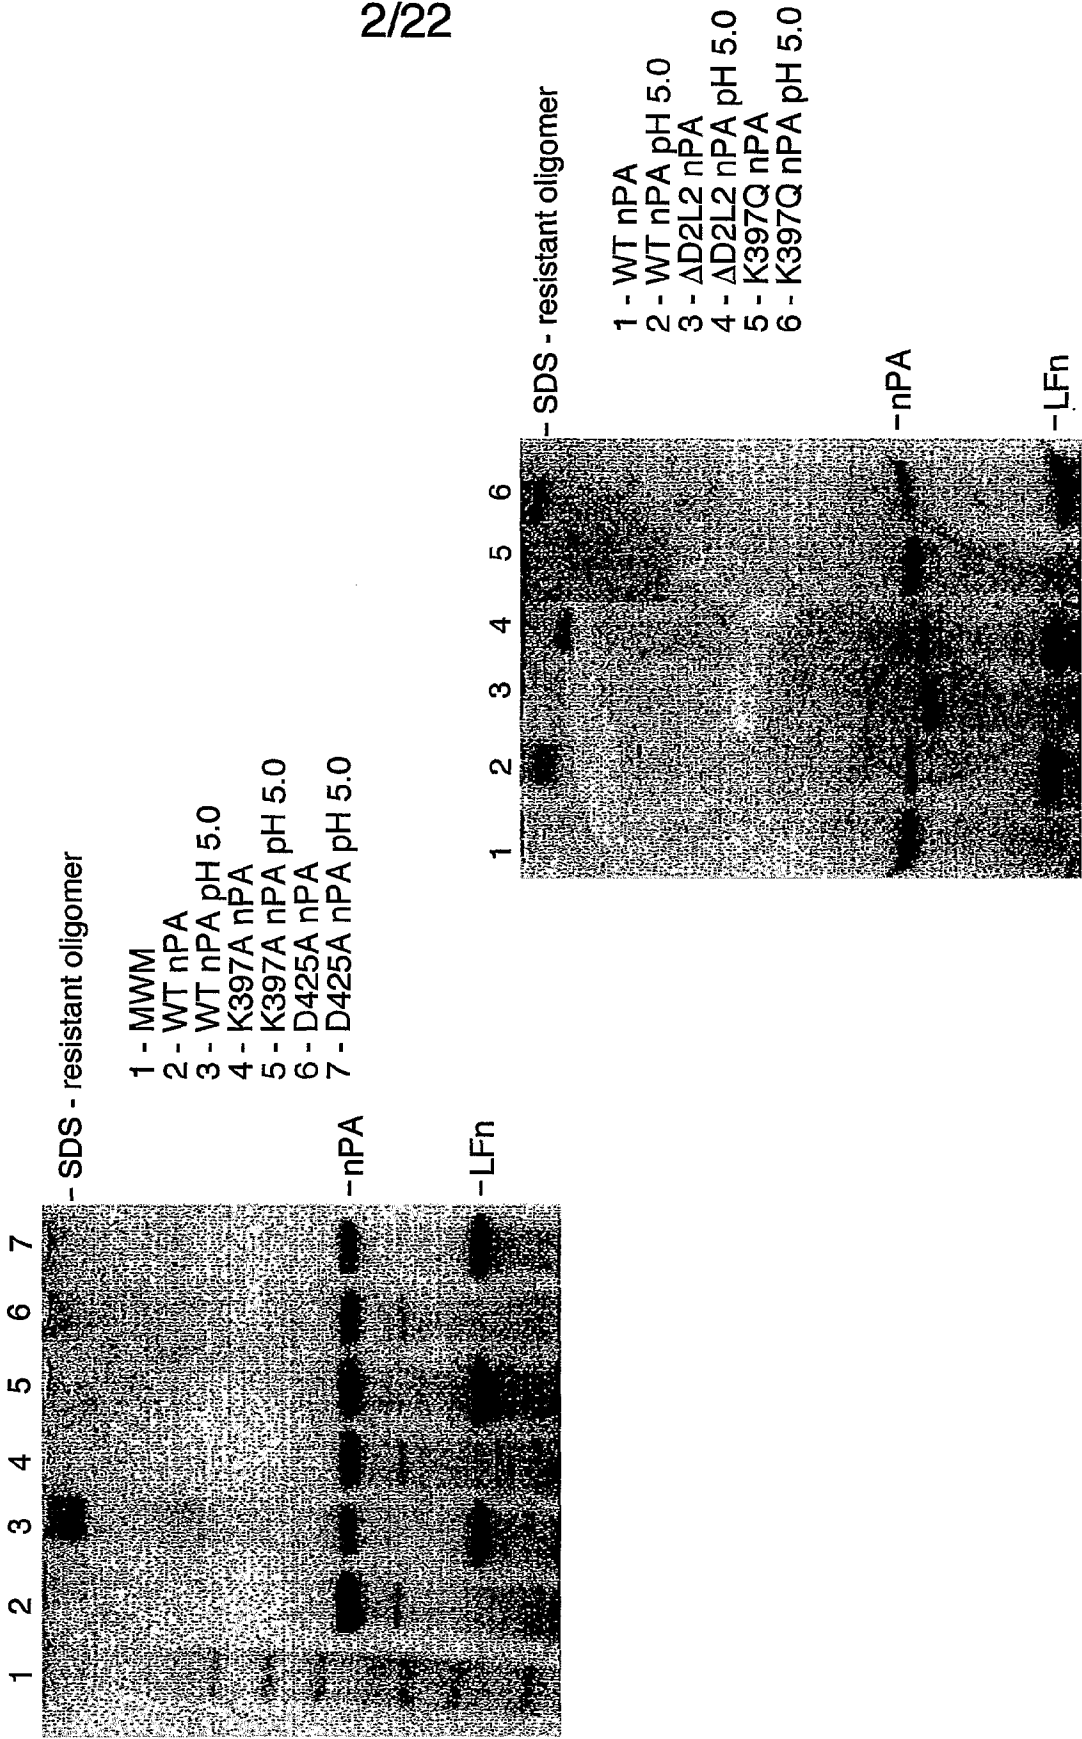 2/22
1 2 3 4 5 6 7
– SDS - resistant oligomer
1 - MWM
2 - WT nPA
3 - WT nPA pH 5.0
4 - K397A nPA
5 - K397A nPA pH 5.0
6 - D425A nPA
7 - D425A nPA pH 5.0
– nPA
– LFn
1 2 3 4 5 6
– SDS - resistant oligomer
1 - WT nPA
2 - WT nPA pH 5.0
3 - ΔD2L2 nPA
4 - ΔD2L2 nPA pH 5.0
5 - K397Q nPA
6 - K397Q nPA pH 5.0
– nPA
– LFn